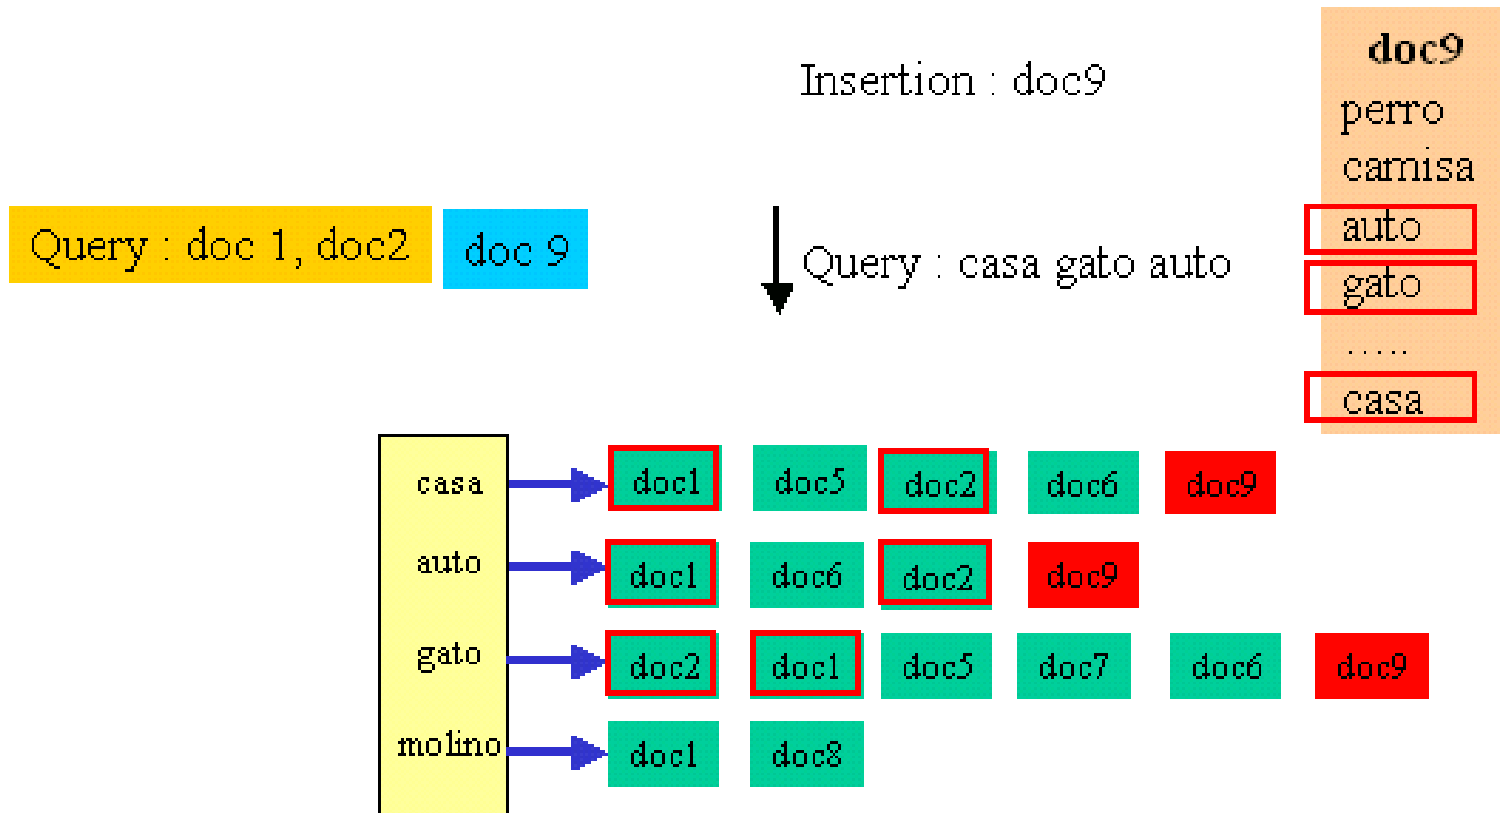 Insertion : doc9
doc9
perro
camisa
auto
gato
.....
casa
Query : doc 1, doc2
doc 9
Query : casa gato auto
casa doc1 doc5 doc2 doc6 doc9
auto doc1 doc6 doc2 doc9
gato doc2 doc1 doc5 doc7 doc6 doc9
molino doc1 doc8